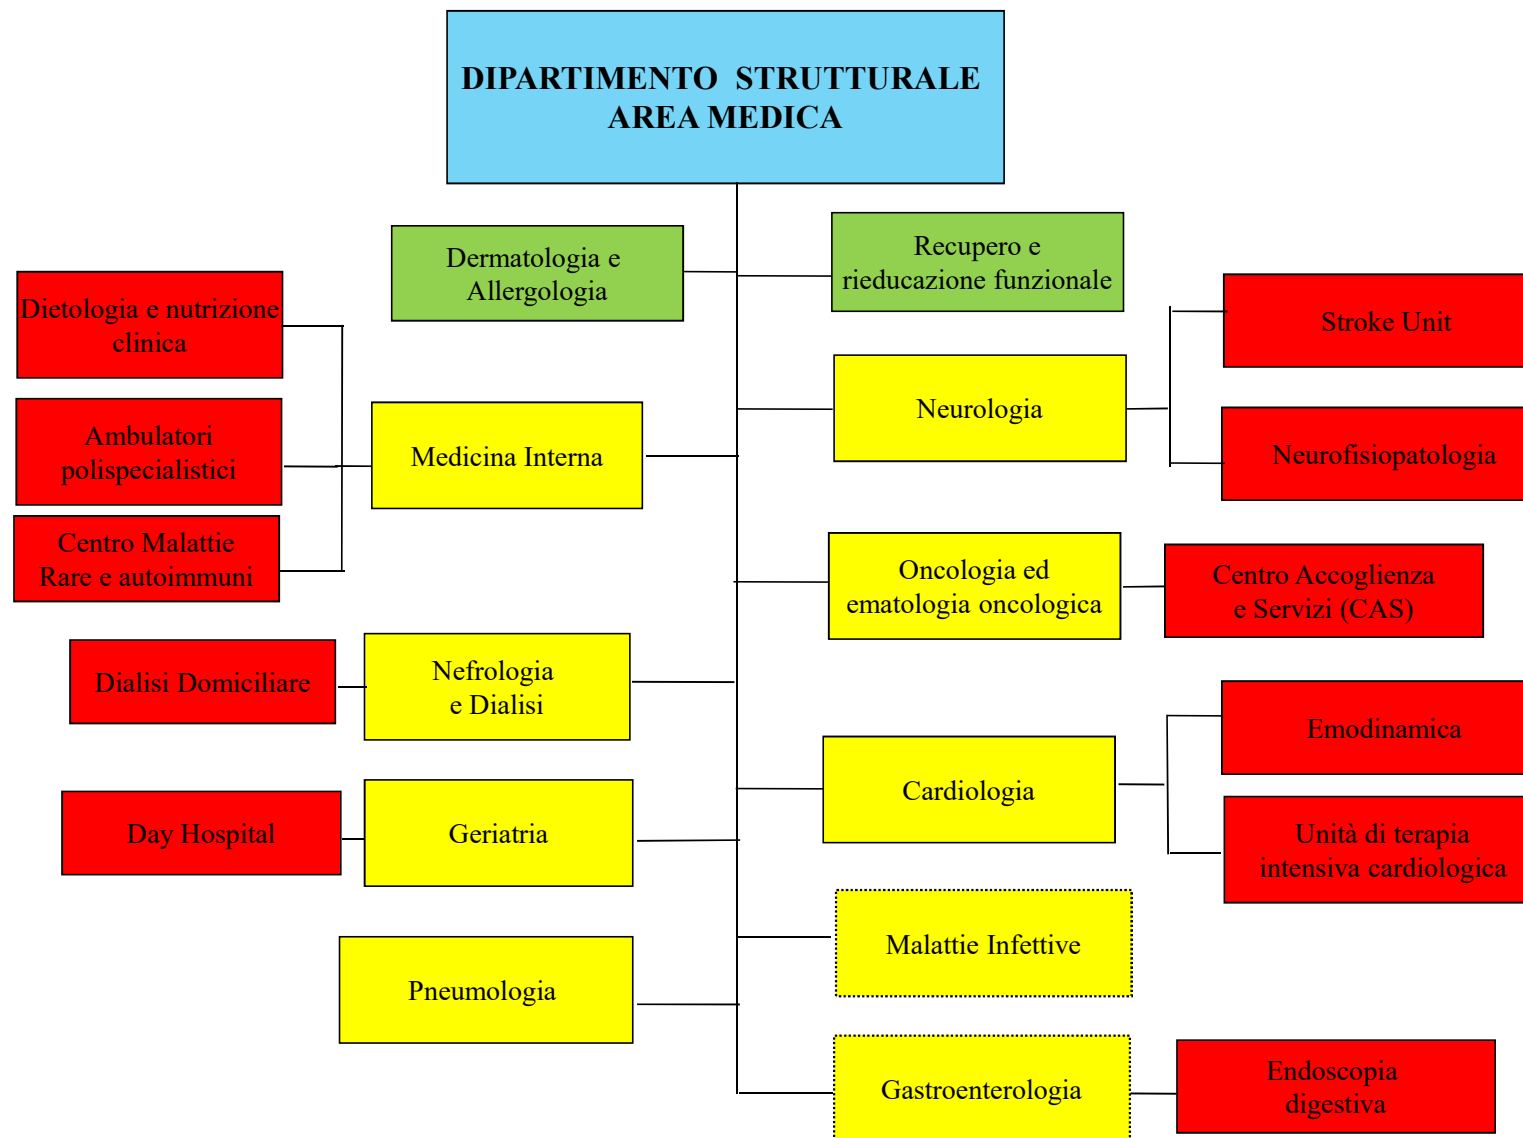 DIPARTIMENTO STRUTTURALE
AREA MEDICA
Dermatologia e
Allergologia
Recupero e
rieducazione funzionale
Dietologia e nutrizione
clinica
Ambulatori
polispecialistici
Centro Malattie
Rare e autoimmuni
Medicina Interna
Neurologia
Stroke Unit
Neurofisiopatologia
Oncologia ed
ematologia oncologica
Centro Accoglienza
e Servizi (CAS)
Dialisi Domiciliare
Nefrologia
e Dialisi
Cardiologia
Emodinamica
Unità di terapia
intensiva cardiologica
Day Hospital
Geriatria
Malattie Infettive
Pneumologia
Gastroenterologia
Endoscopia
digestiva